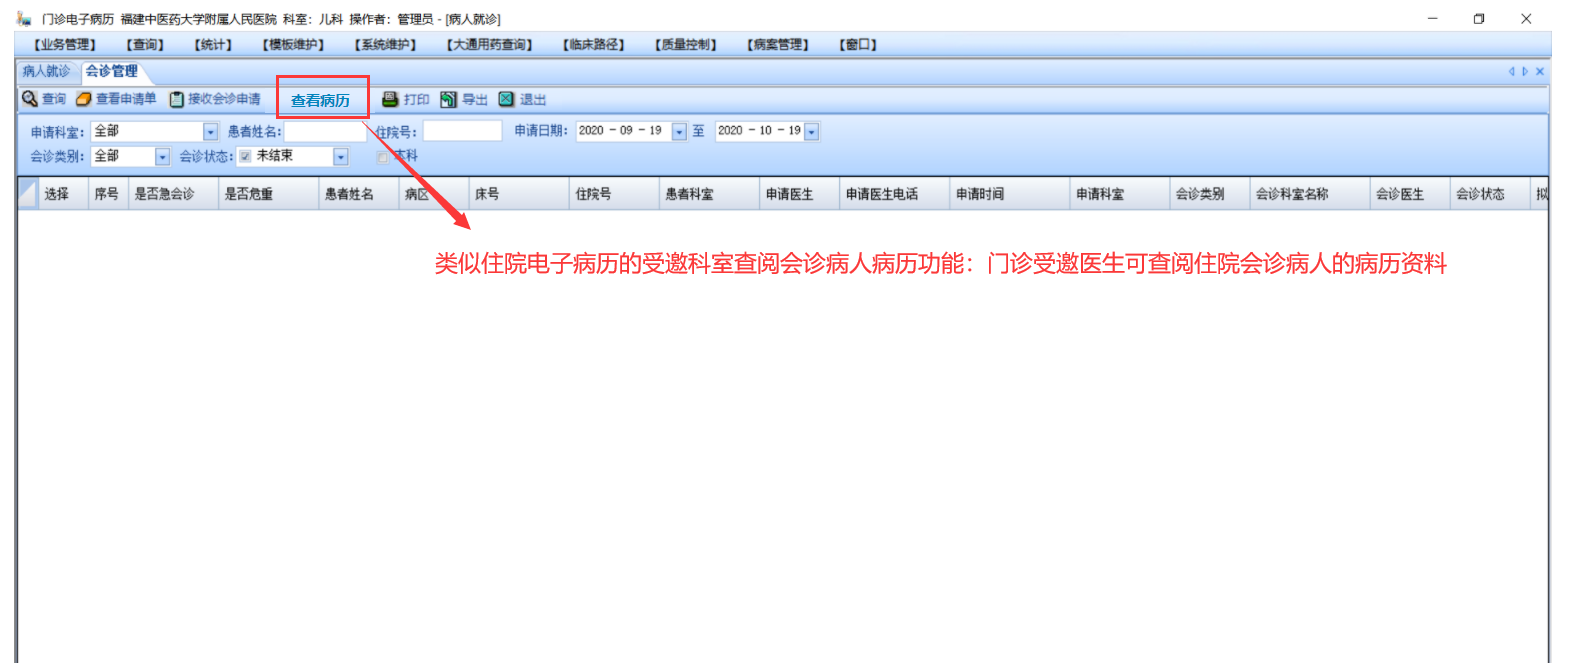 门诊电子病历 福建中医药大学附属人民医院 科室：儿科 操作者：管理员 - [病人就诊]
【业务管理】 【查询】 【统计】 【模板维护】 【系统维护】 【大通用药查询】 【临床路径】 【质量控制】 【病案管理】 【窗口】
病人就诊 会诊管理
查询 查看申请单 接收会诊申请 查看病历 打印 导出 退出
申请科室: 全部 患者姓名: 住院号: 申请日期: 2020 - 09 - 19 至 2020 - 10 - 19
会诊类别: 全部 会诊状态: 未结束 本科
选择 序号 是否急会诊 是否危重 患者姓名 病区 床号 住院号 患者科室 申请医生 申请医生电话 申请时间 申请科室 会诊类别 会诊科室名称 会诊医生 会诊状态 拟
类似住院电子病历的受邀科室查阅会诊病人病历功能：门诊受邀医生可查阅住院会诊病人的病历资料